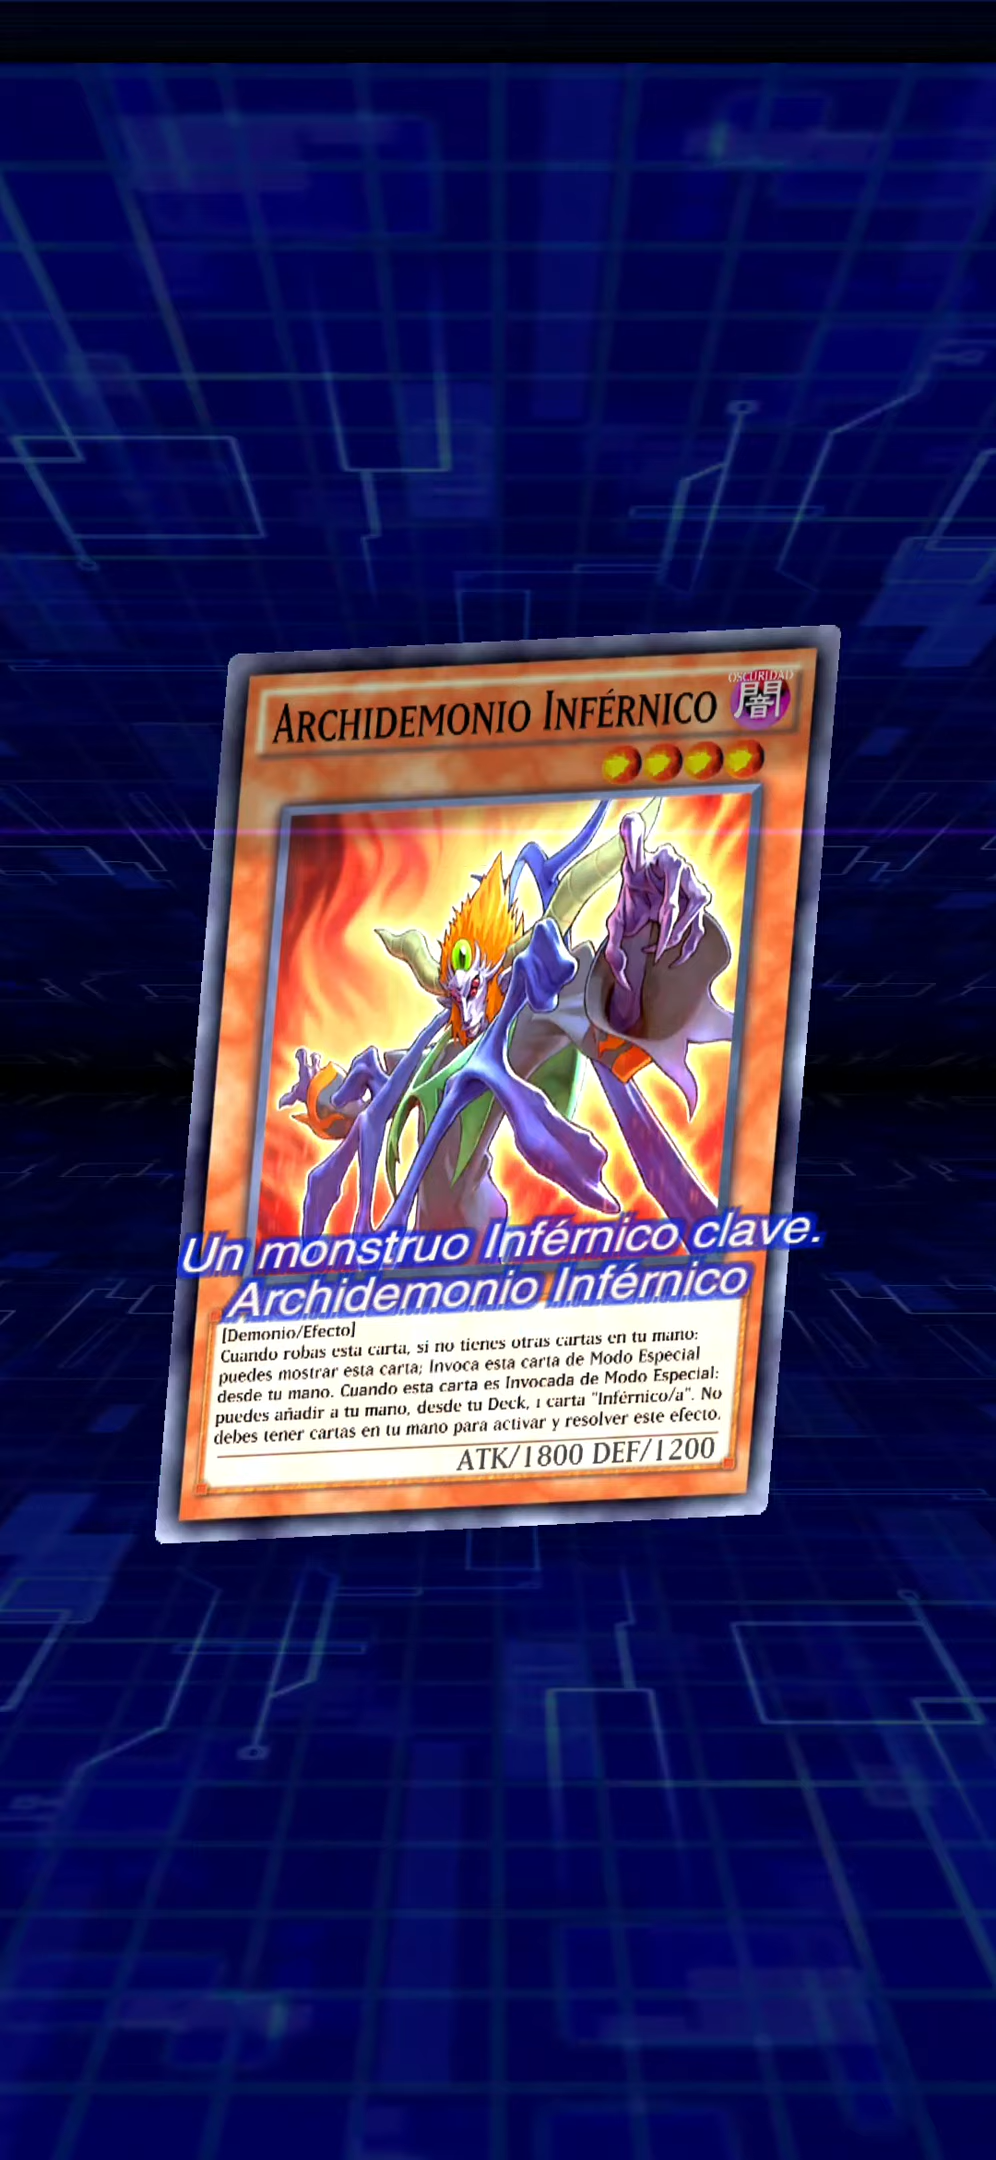 ARCHIDEMONIO INFÉRNICO
OSCURIDAD
闇
Un monstruo Inférnico clave.
Archidemonio Inférnico
[Demonio/Efecto]
Cuando robas esta carta, si no tienes otras cartas en tu mano:
puedes mostrar esta carta; Invoca esta carta de Modo Especial
desde tu mano. Cuando esta carta es Invocada de Modo Especial:
puedes añadir a tu mano, desde tu Deck, 1 carta "Inférnico/a". No
debes tener cartas en tu mano para activar y resolver este efecto.
ATK/1800 DEF/1200